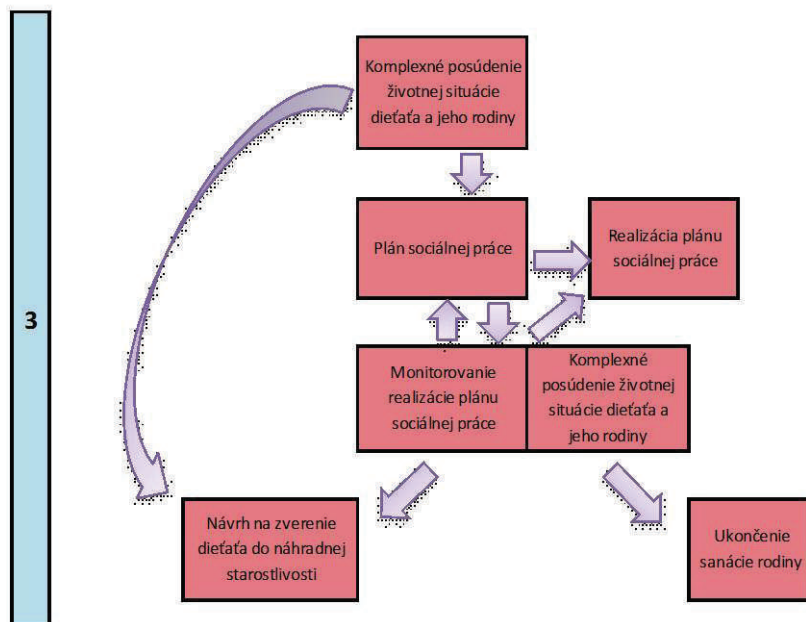 Komplexné posúdenie
životnej situácie
dieťaťa a jeho rodiny
Plán sociálnej práce
Realizácia plánu
sociálnej práce
3
Monitorovanie
realizácie plánu
sociálnej práce
Komplexné
posúdenie životnej
situácie dieťaťa a
jeho rodiny
Návrh na zverenie
dieťaťa do náhradnej
starostlivosti
Ukončenie
sanácie rodiny